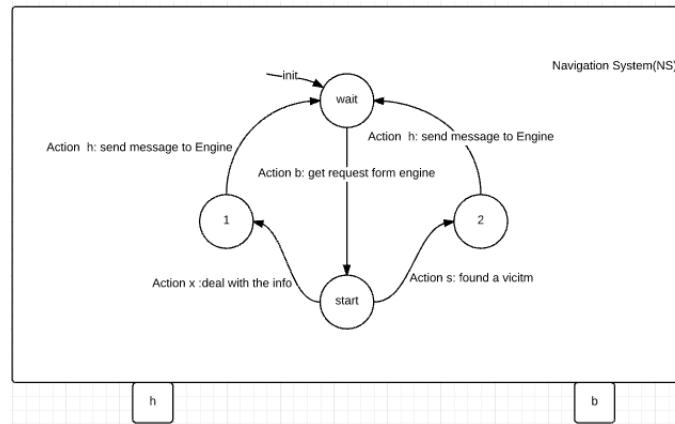 Navigation System(NS)
init
wait
Action h: send message to Engine
Action h: send message to Engine
Action b: get request form engine
1
2
Action x :deal with the info
start
Action s: found a vicitm
h
b